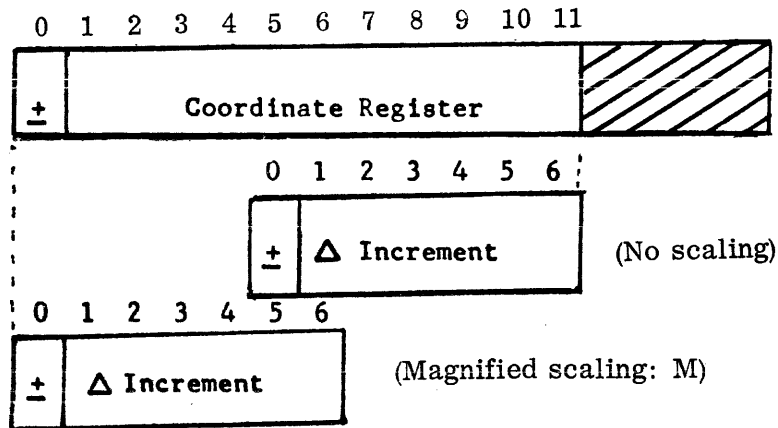 0 1 2 3 4 5 6 7 8 9 10 11
± Coordinate Register
0 1 2 3 4 5 6
± Δ Increment (No scaling)
0 1 2 3 4 5 6
± Δ Increment (Magnified scaling: M)